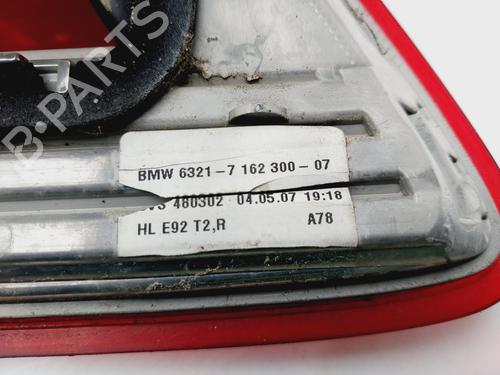 B-PARTS
BMW 6321-7 162 300-07
480302 04.05.07 19:18
HL E92 T2,R A78